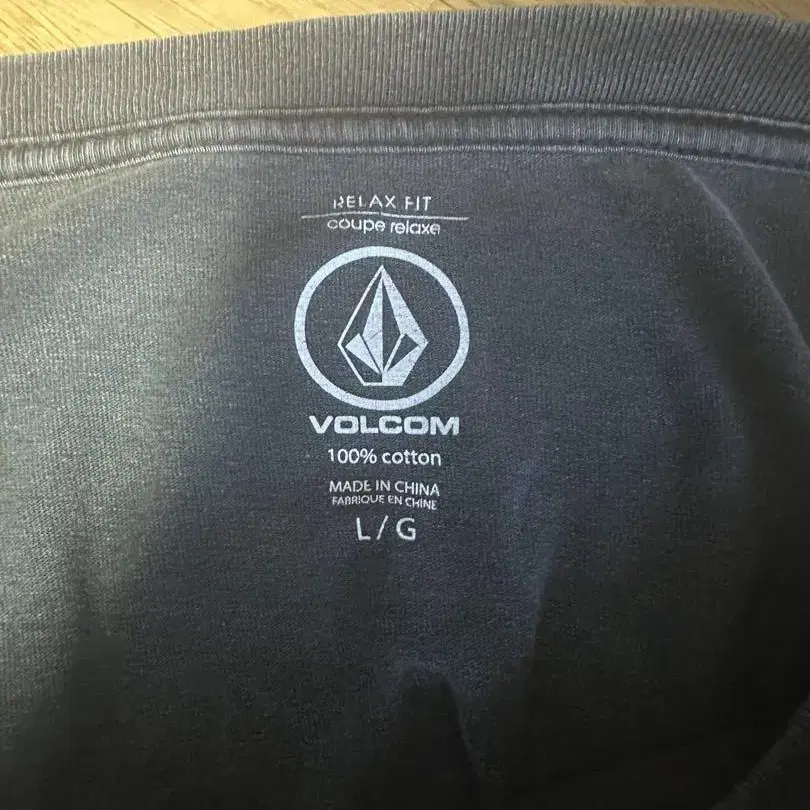 RELAX FIT
coupe relaxe
VOLCOM
100% cotton
MADE IN CHINA
FABRIQUE EN CHINE
L/G